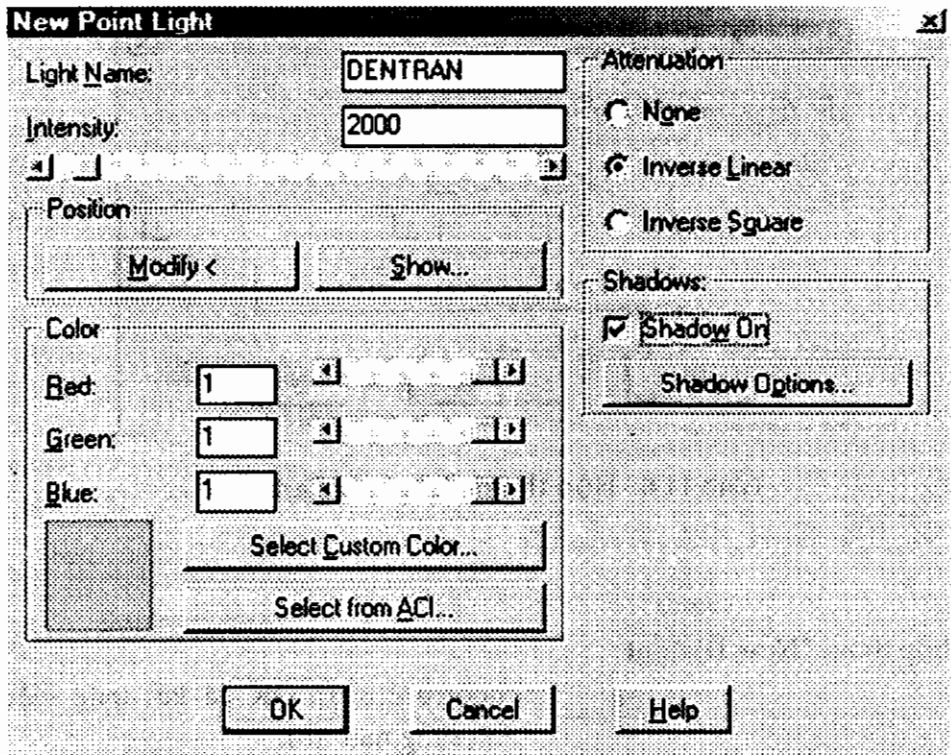 New Point Light
Light Name: DENTRAN
Intensity: 2000
Position
Modify < Show...
Color
Red: 1
Green: 1
Blue: 1
Select Custom Color...
Select from ACI...
Attenuation
None
Inverse Linear
Inverse Square
Shadows:
Shadow On
Shadow Options...
OK Cancel Help